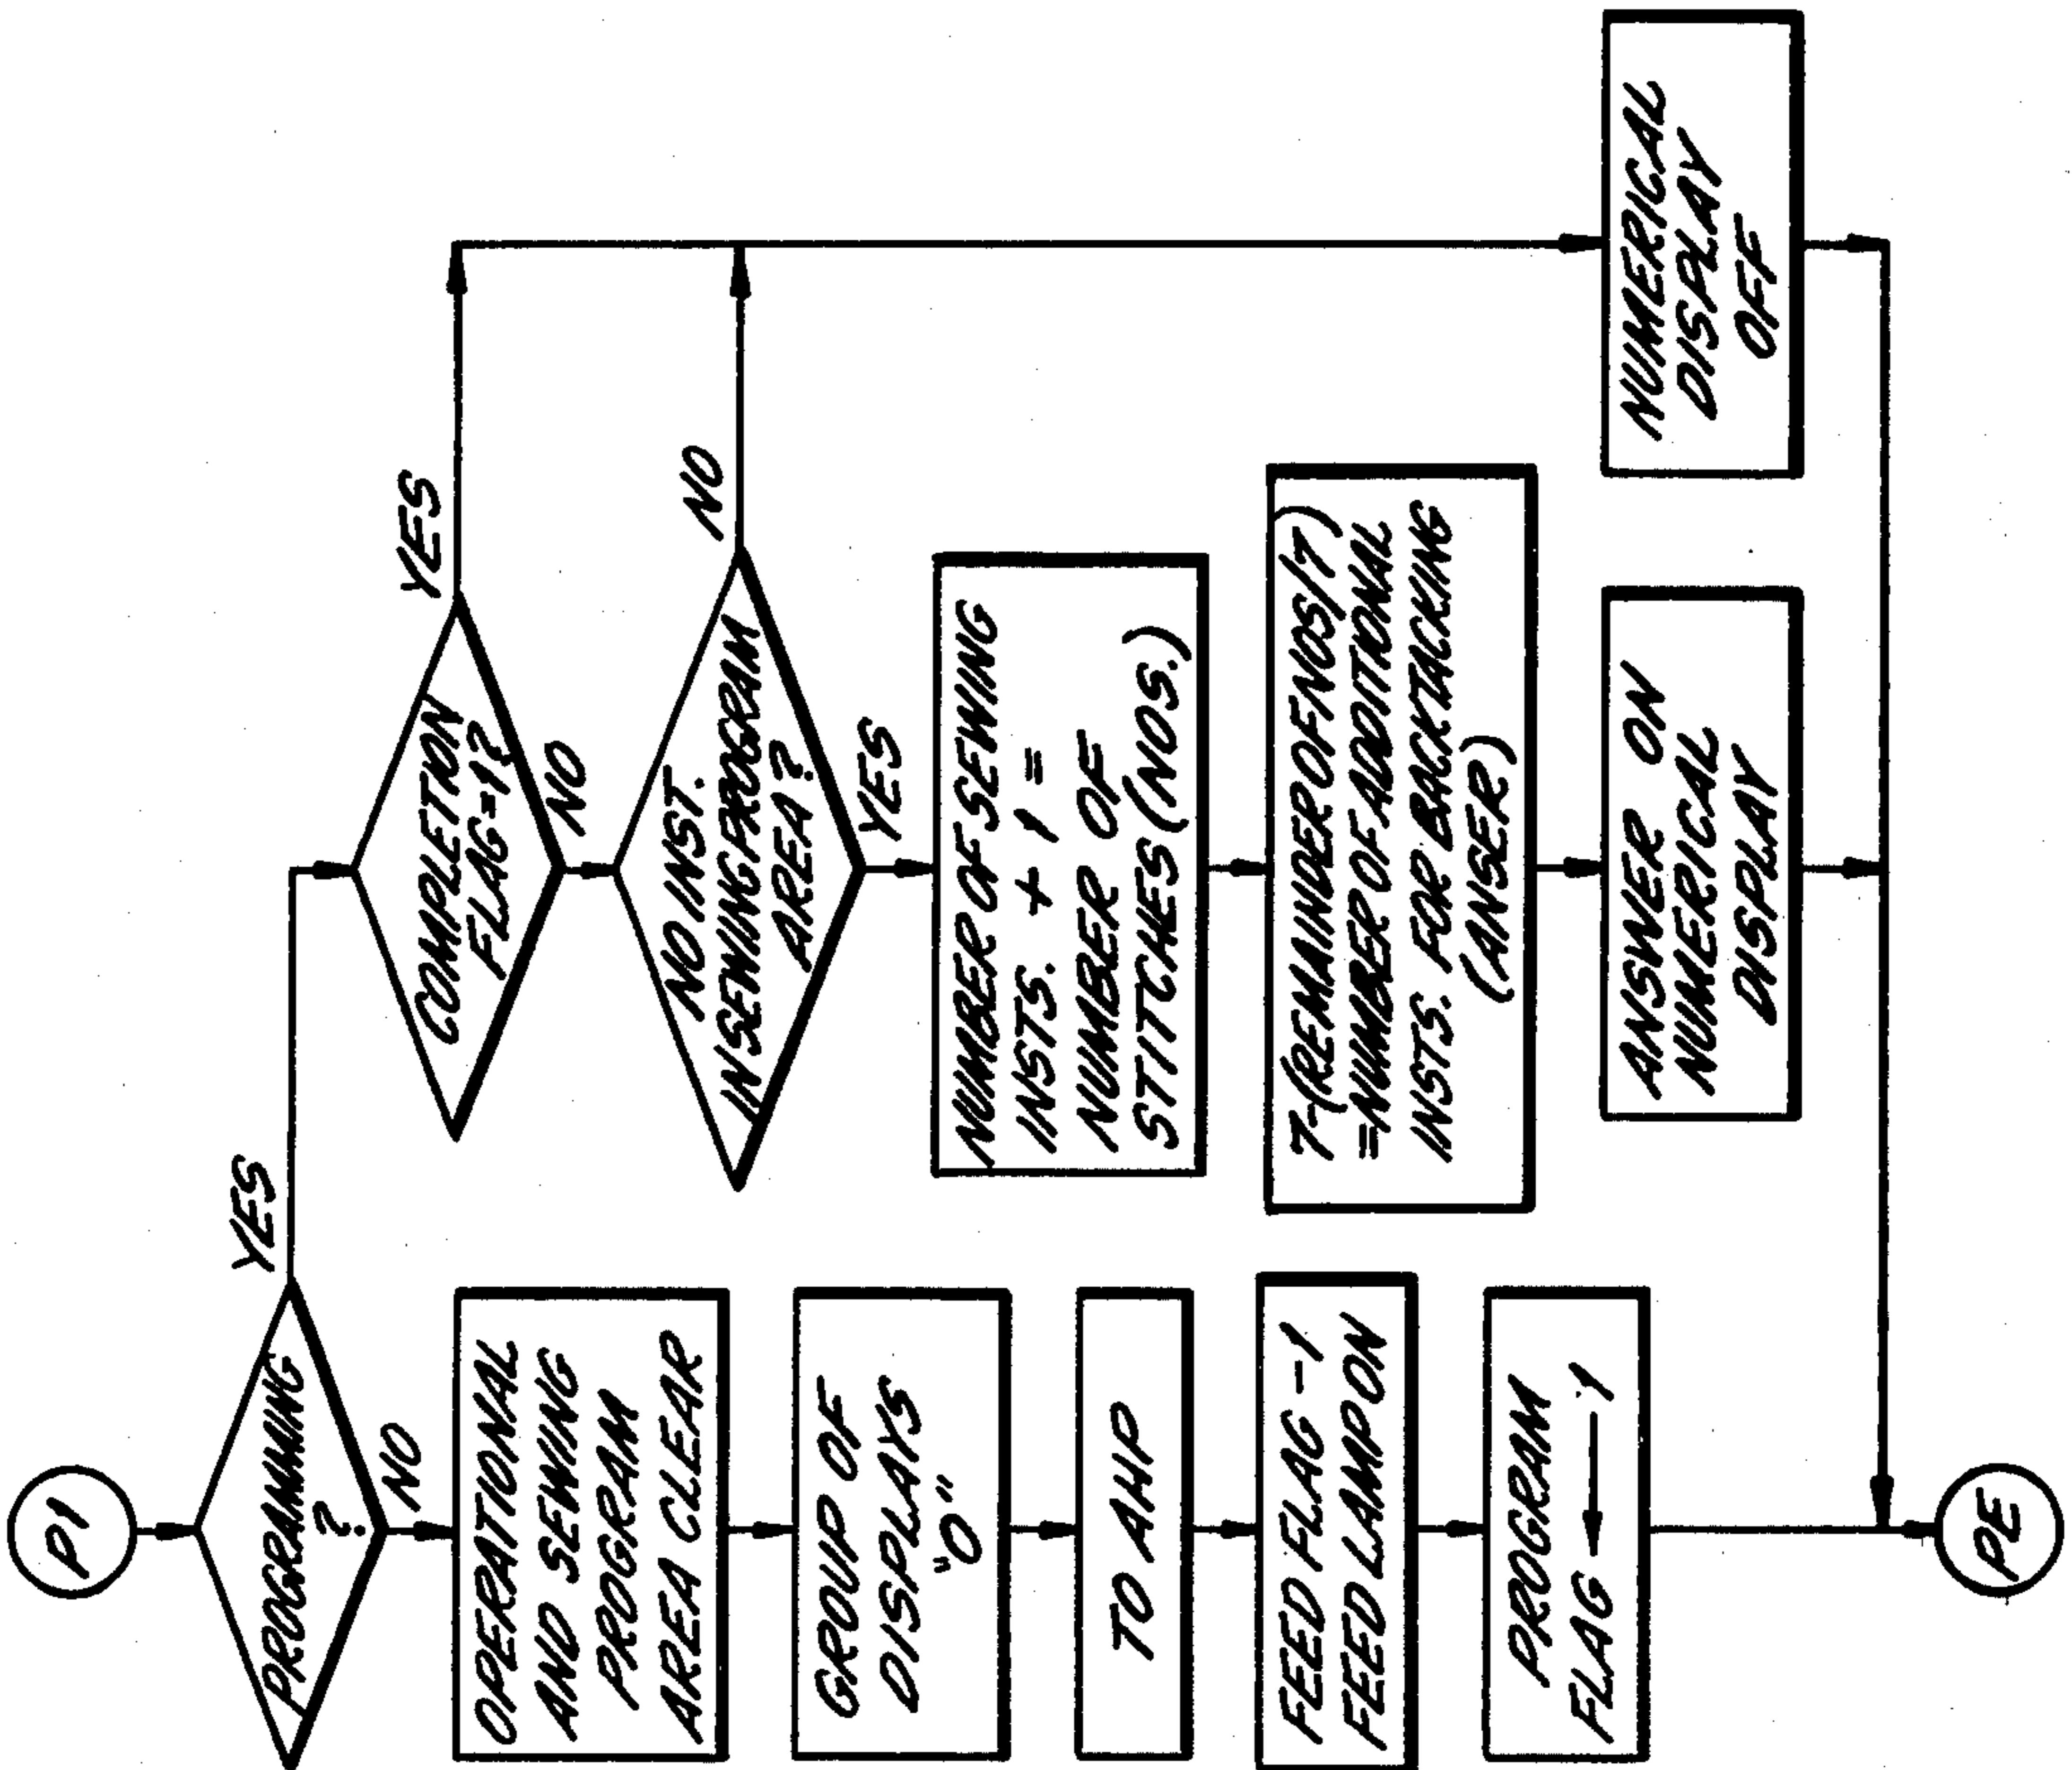 P1
PROGRAMMING
?
YES
NO
OPERATIONAL
AND SEWING
PROGRAM
AREA CLEAR
GROUP OF
DISPLAYS
"O"
TO AHP
FEED FLAG -1
FEED LAMP ON
PROGRAM
FLAG ← 1
COMPLETION
FLAG=1?
YES
NO
NO INST.
IN SEWING PROGRAM
AREA?
NO
YES
NUMBER OF SEWING
INSTS. + 1 =
NUMBER OF
STITCHES (NOS.)
7-(REMAINDER OF NOS/7)
=NUMBER OF ADDITIONAL
INSTS. FOR BACK TACKING
(ANSER)
ANSWER ON
NUMERICAL
DISPLAY
NUMERICAL
DISPLAY
OFF
PE